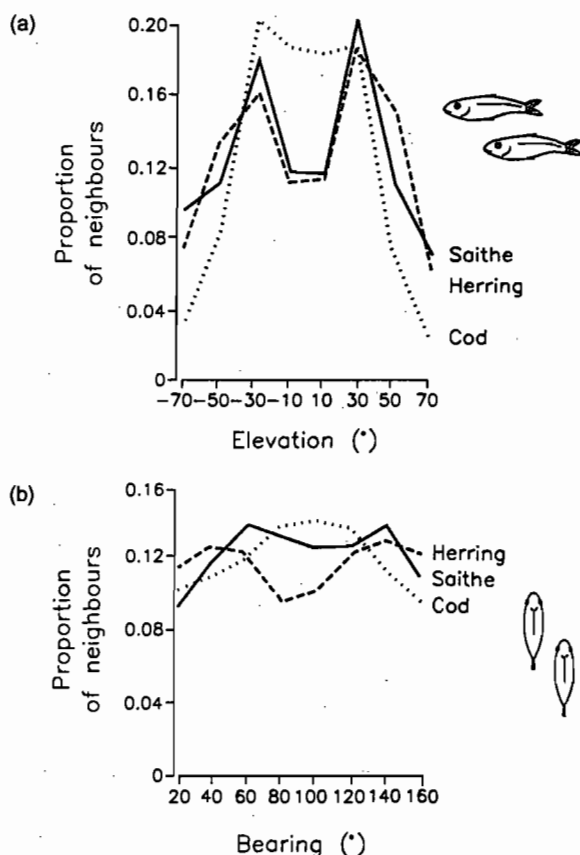 (a)
0.20
0.16
0.12
0.08
0.04
0
Proportion
of neighbours
-70-50-30-10 10 30 50 70
Elevation (°)
Saithe
Herring
Cod
(b)
0.16
0.12
0.08
0.04
0
Proportion
of neighbours
20 40 60 80 100 120 140 160
Bearing (°)
Herring
Saithe
Cod